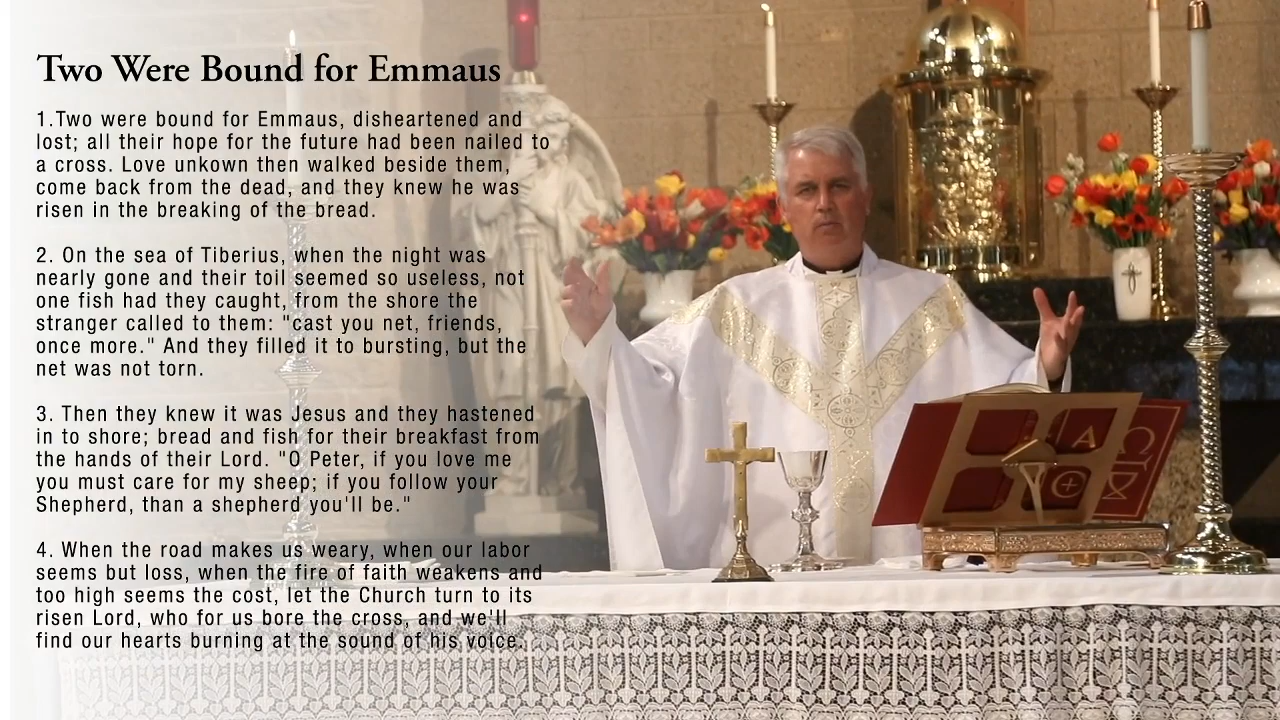 Two Were Bound for Emmaus
1.Two were bound for Emmaus, disheartened and
lost; all their hope for the future had been nailed to
a cross. Love unkown then walked beside them,
come back from the dead, and they knew he was
risen in the breaking of the bread.
2. On the sea of Tiberius, when the night was
nearly gone and their toil seemed so useless, not
one fish had they caught, from the shore the
stranger called to them: "cast you net, friends,
once more." And they filled it to bursting, but the
net was not torn.
3. Then they knew it was Jesus and they hastened
in to shore; bread and fish for their breakfast from
the hands of their Lord. "O Peter, if you love me
you must care for my sheep; if you follow your
Shepherd, than a shepherd you'll be."
4. When the road makes us weary, when our labor
seems but loss, when the fire of faith weakens and
too high seems the cost, let the Church turn to its
risen Lord, who for us bore the cross, and we'll
find our hearts burning at the sound of his voice.
A Ω